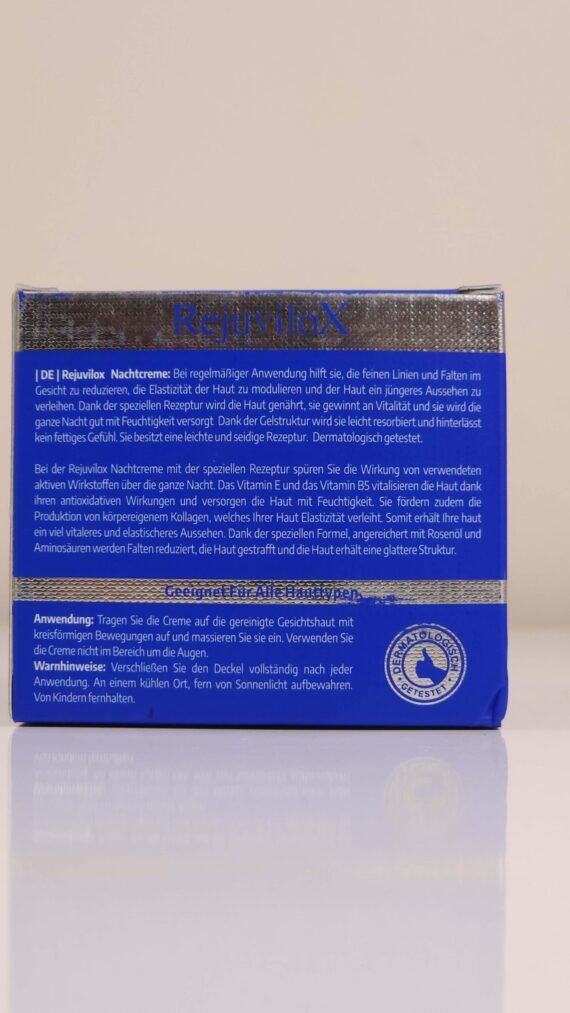 RejuviloX
| DE | Rejuvilox Nachtcreme: Bei regelmäßiger Anwendung hilft sie, die feinen Linien und Falten im
Gesicht zu reduzieren, die Elastizität der Haut zu modulieren und der Haut ein jüngeres Aussehen zu
verleihen. Dank der speziellen Rezeptur wird die Haut genährt, sie gewinnt an Vitalität und sie wird die
ganze Nacht gut mit Feuchtigkeit versorgt Dank der Gelstruktur wird sie leicht resorbiert und hinterlässt
kein fettiges Gefühl. Sie besitzt eine leichte und seidige Rezeptur. Dermatologisch getestet.
Bei der Rejuvilox Nachtcreme mit der speziellen Rezeptur spüren Sie die Wirkung von verwendeten
aktiven Wirkstoffen über die ganze Nacht. Das Vitamin E und das Vitamin B5 vitalisieren die Haut dank
ihren antioxidativen Wirkungen und versorgen die Haut mit Feuchtigkeit. Sie fördern zudem die
Produktion von körpereigenem Kollagen, welches Ihrer Haut Elastizität verleiht. Somit erhält Ihre haut
ein viel vitaleres und elastischeres Aussehen. Dank der speziellen Formel, angereichert mit Rosenöl und
Aminosäuren werden Falten reduziert, die Haut gestrafft und die Haut erhält eine glattere Struktur.
Geeignet Für Alle Hauttypen.
Anwendung: Tragen Sie die Creme auf die gereinigte Gesichtshaut mit
kreisförmigen Bewegungen auf und massieren Sie sie ein. Verwenden Sie
die Creme nicht im Bereich um die Augen.
Warnhinweise: Verschließen Sie den Deckel vollständig nach jeder
Anwendung. An einem kühlen Ort, fern von Sonnenlicht aufbewahren.
Von Kindern fernhalten.
DERMATOLOGISCH
GETESTET